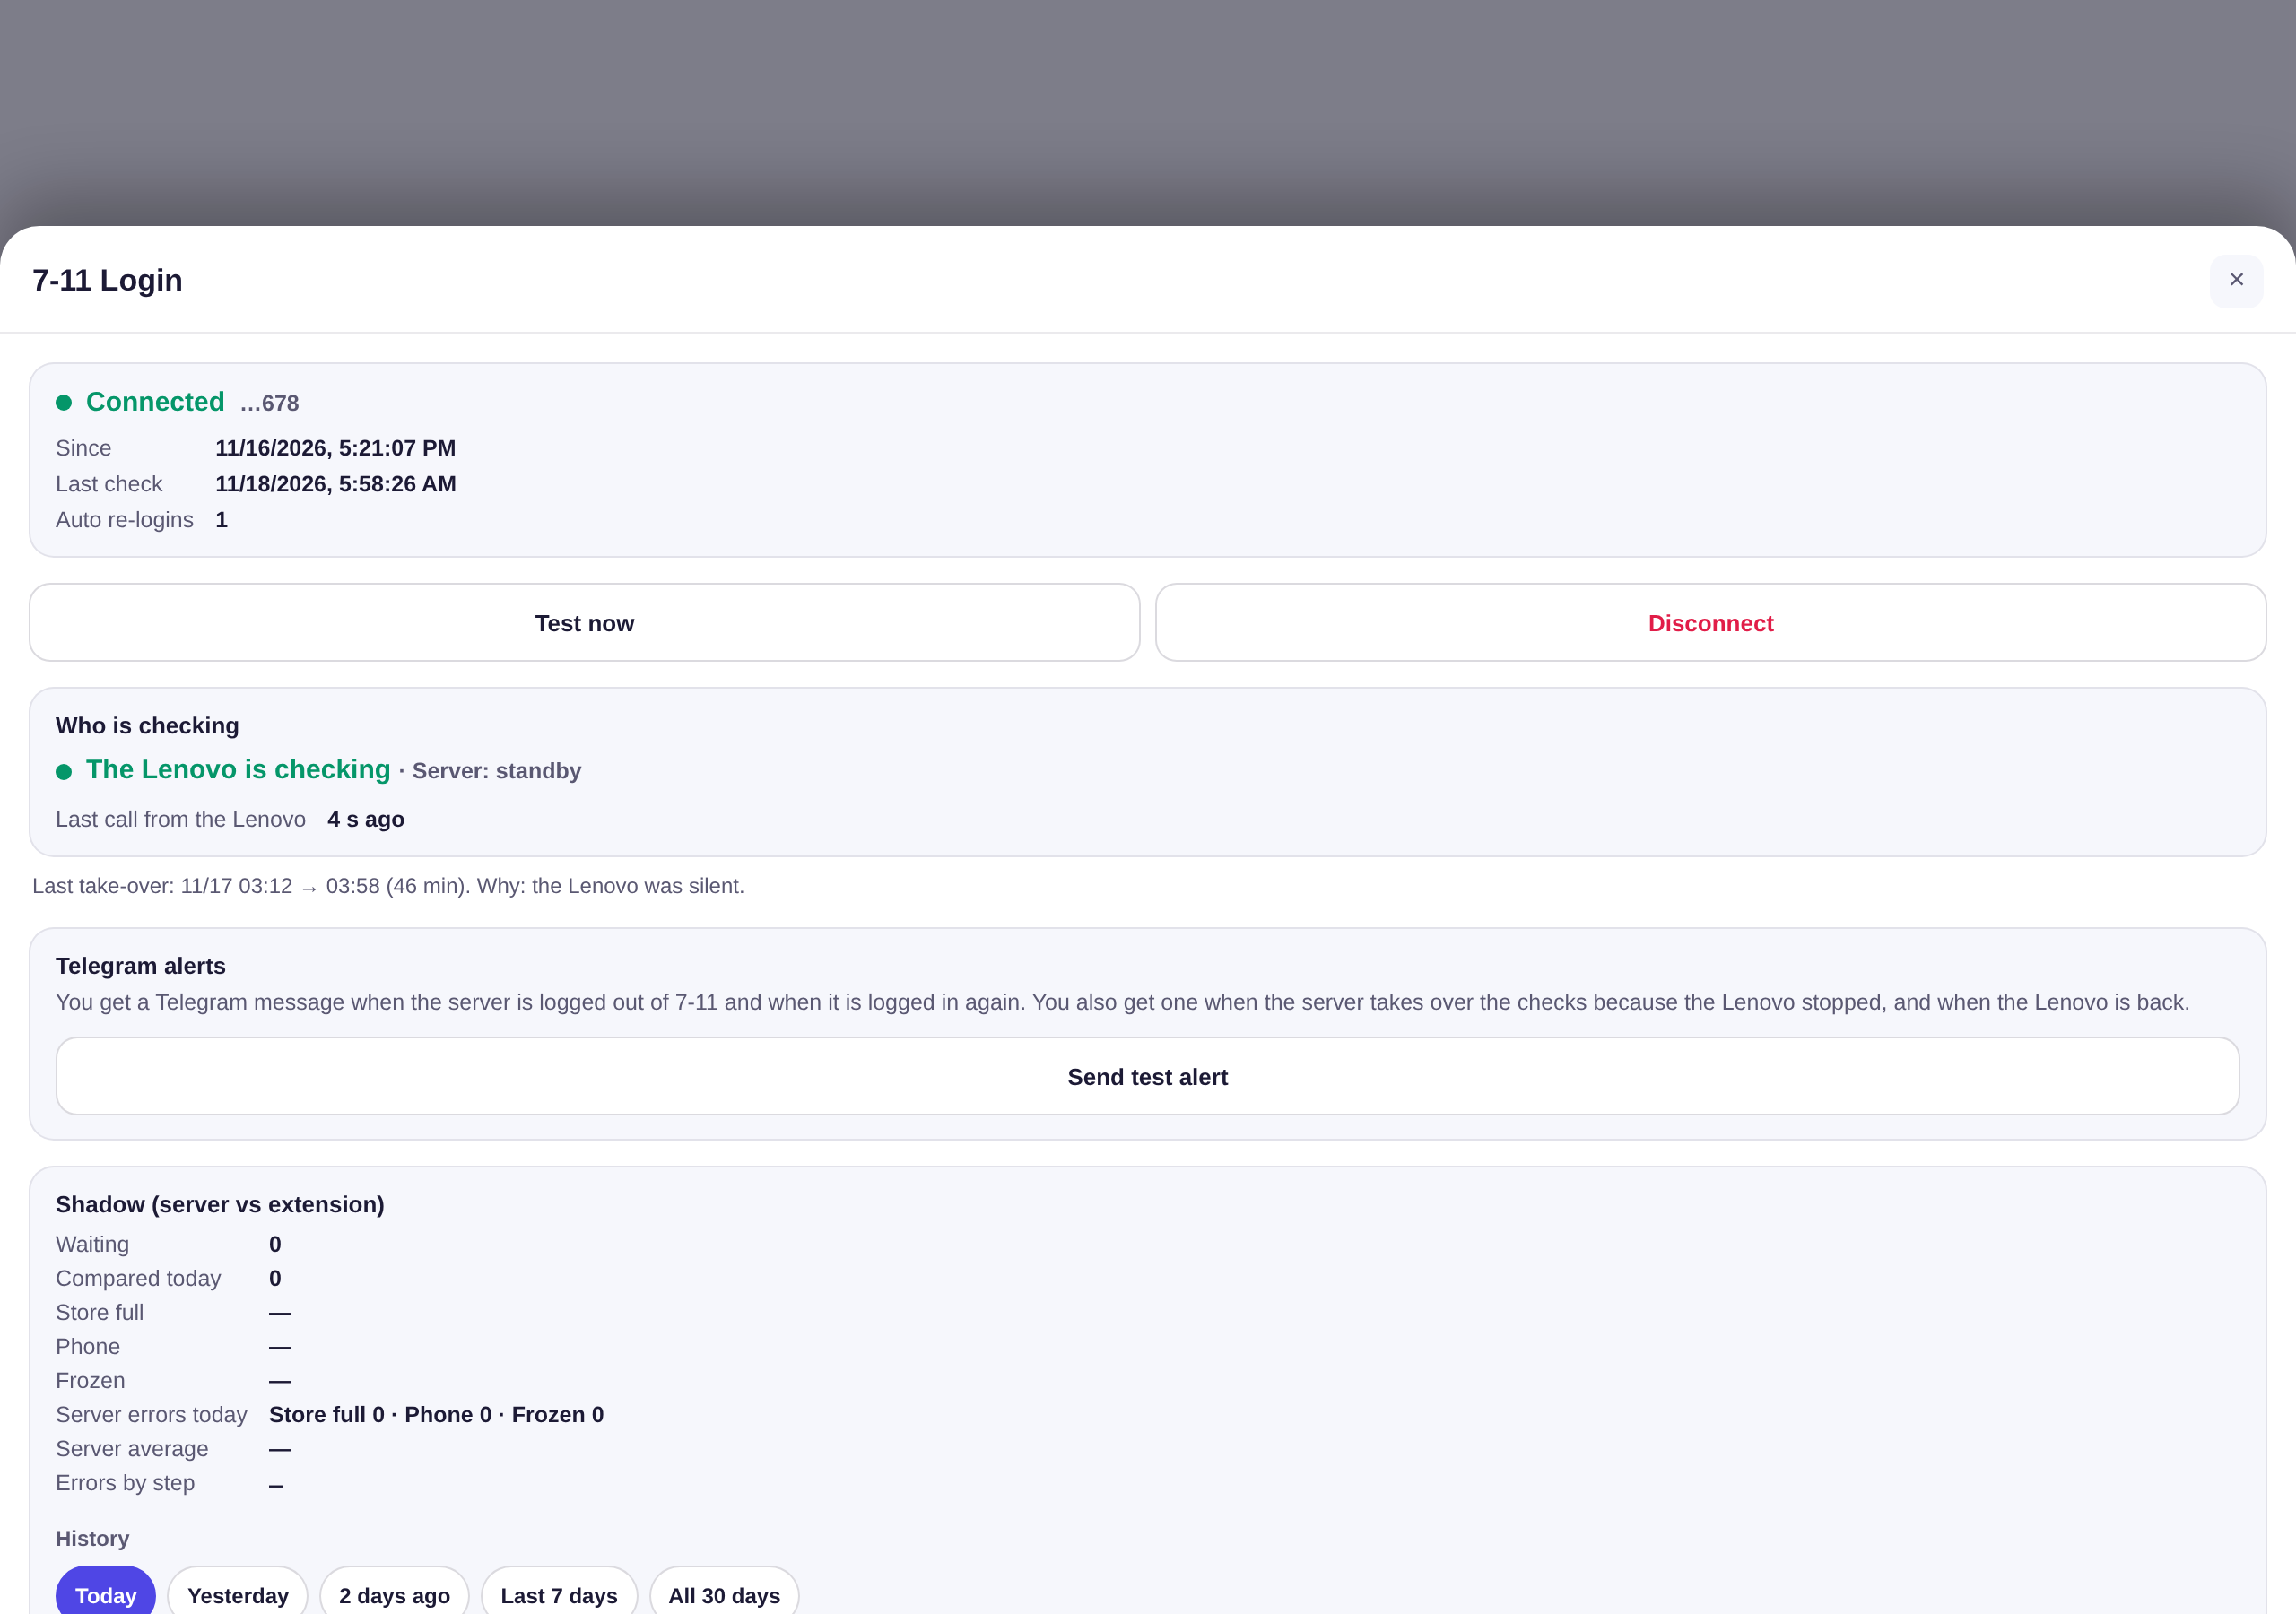 7-11 Login
×
Connected …678
Since 11/16/2026, 5:21:07 PM
Last check 11/18/2026, 5:58:26 AM
Auto re-logins 1
Test now
Disconnect
Who is checking
The Lenovo is checking · Server: standby
Last call from the Lenovo 4 s ago
Last take-over: 11/17 03:12 → 03:58 (46 min). Why: the Lenovo was silent.
Telegram alerts
You get a Telegram message when the server is logged out of 7-11 and when it is logged in again. You also get one when the server takes over the checks because the Lenovo stopped, and when the Lenovo is back.
Send test alert
Shadow (server vs extension)
Waiting 0
Compared today 0
Store full —
Phone —
Frozen —
Server errors today Store full 0 · Phone 0 · Frozen 0
Server average —
Errors by step –
History
Today Yesterday 2 days ago Last 7 days All 30 days